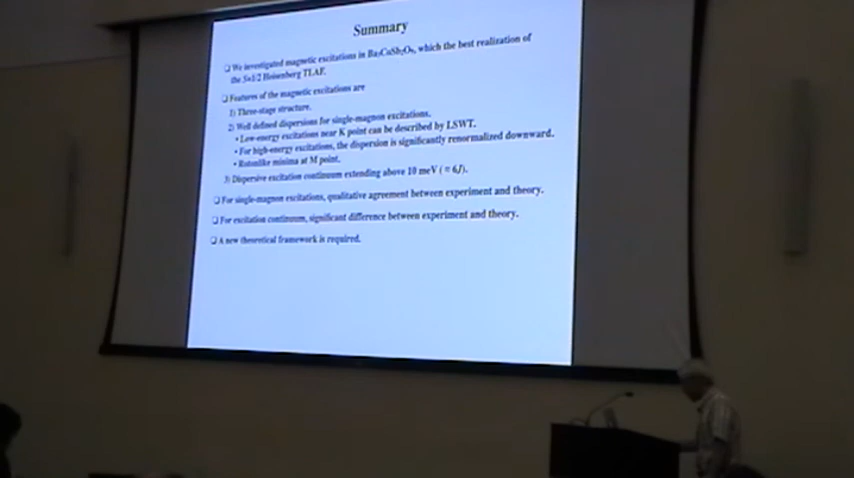 Summary
❑ We investigated magnetic excitations in Ba₃CoSb₂O₉, which the best realization of
the S=1/2 Heisenberg TLAF.
❑ Features of the magnetic excitations are
1) Three-stage structure.
2) Well defined dispersions for single-magnon excitations.
• Low-energy excitations near K point can be described by LSWT.
• For high-energy excitations, the dispersion is significantly renormalized downward.
• Rotonlike minima at M point.
3) Dispersive excitation continuum extending above 10 meV ( = 6J).
❑ For single-magnon excitations, qualitative agreement between experiment and theory.
❑ For excitation continuum, significant difference between experiment and theory.
❑ A new theoretical framework is required.